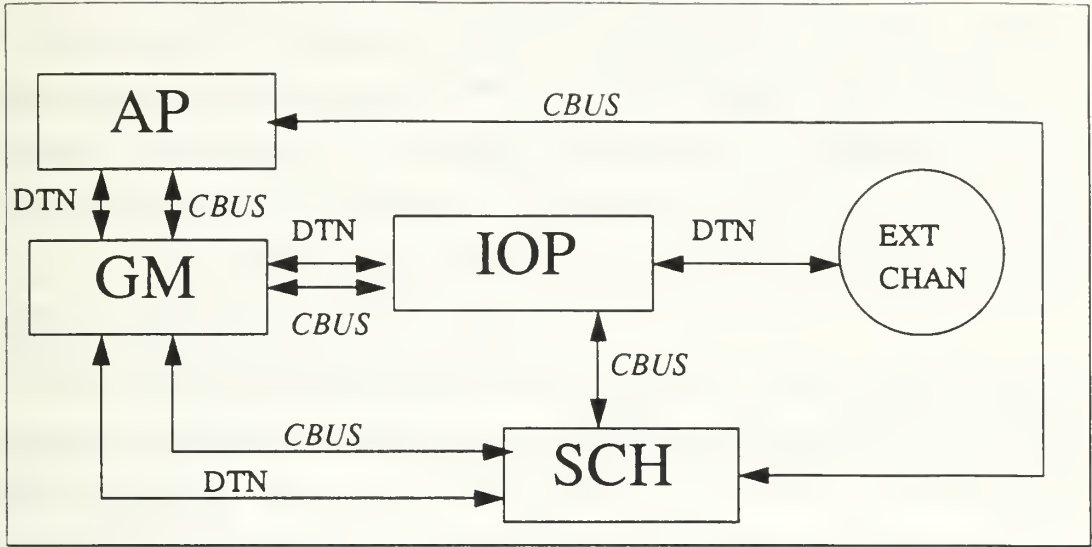 AP
CBUS
DTN
CBUS
GM
DTN
CBUS
IOP
DTN
EXT
CHAN
CBUS
CBUS
DTN
SCH